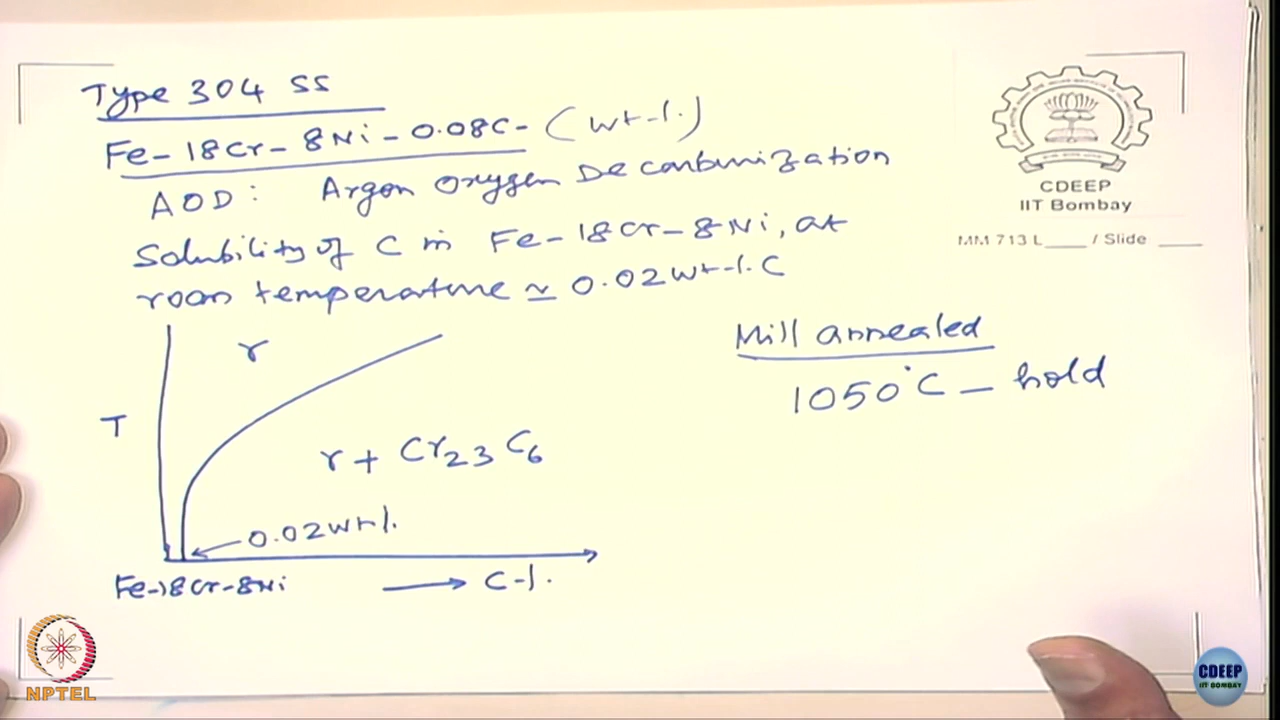 Type 304 SS
Fe-18Cr-8Ni-0.08C- (wt-%)
AOD: Argon Oxygen Decarbunization
Solubility of C in Fe-18Cr-8Ni, at
room temperature ≃ 0.02wt-% C
Mill annealed
1050°C - hold
γ
T
γ + Cr23C6
0.02wt%
Fe-18Cr-8Ni → C-%
CDEEP
IIT Bombay
MM 713 L____ / Slide ____
NPTEL
CDEEP
IIT BOMBAY